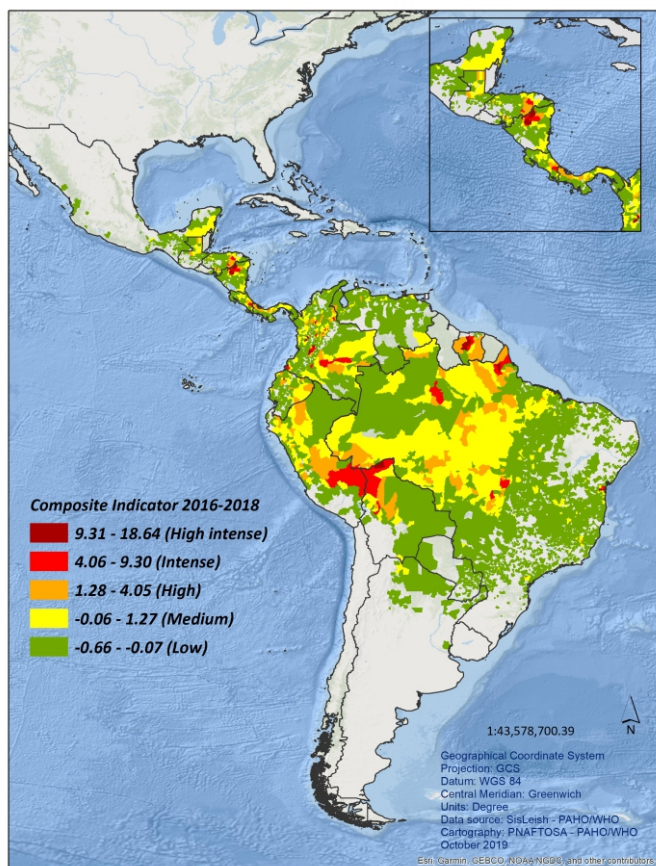 Composite Indicator 2016-2018
9.31 - 18.64 (High intense)
4.06 - 9.30 (Intense)
1.28 - 4.05 (High)
-0.06 - 1.27 (Medium)
-0.66 - -0.07 (Low)
1:43,578,700.39
N
Geographical Coordinate System
Projection: GCS
Datum: WGS 84
Central Meridian: Greenwich
Units: Degree
Data source: SisLeish - PAHO/WHO
Cartography: PNAFTOSA - PAHO/WHO
October 2019
Esri, Garmin, GEBCO, NOAA NGDC, and other contributors